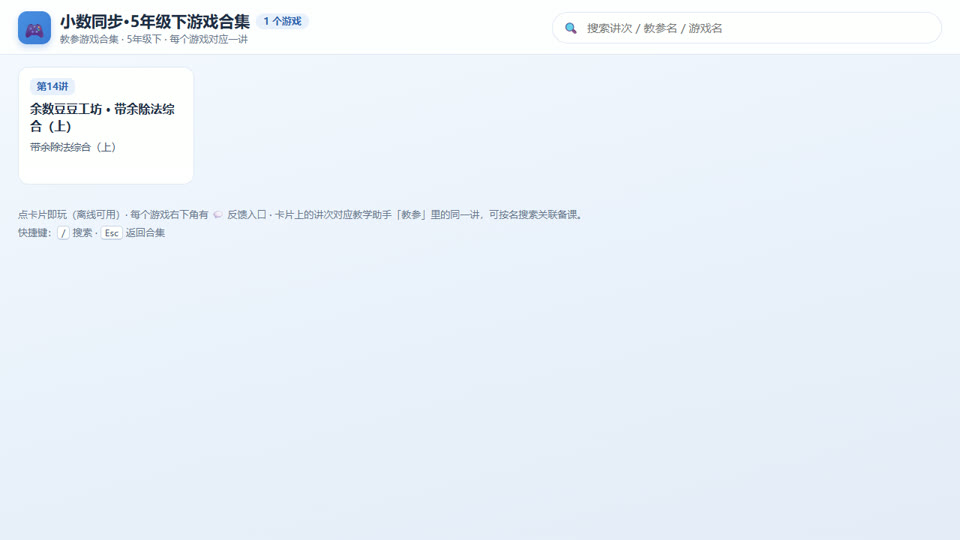 小数同步·5年级下游戏合集 1 个游戏
教参游戏合集 · 5年级下 · 每个游戏对应一讲
搜索讲次 / 教参名 / 游戏名
第14讲
余数豆豆工坊 · 带余除法综
合（上）
带余除法综合（上）
点卡片即玩（离线可用）· 每个游戏右下角有 反馈入口 · 卡片上的讲次对应教学助手「教参」里的同一讲，可按名搜索关联备课。
快捷键： / 搜索 · Esc 返回合集